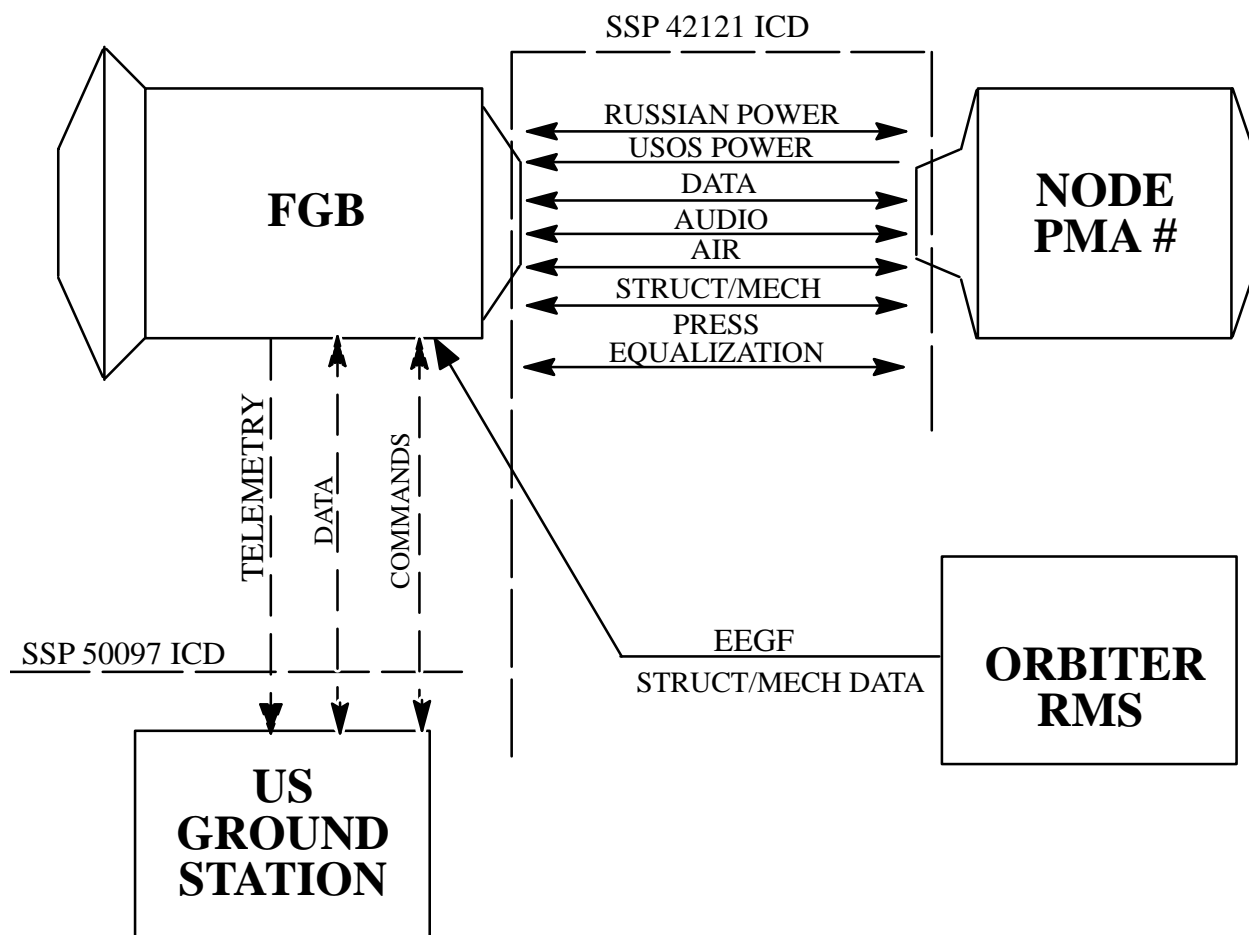 SSP 42121 ICD
RUSSIAN POWER
USOS POWER
DATA
AUDIO
AIR
STRUCT/MECH
PRESS
EQUALIZATION
FGB
NODE
PMA #
TELEMETRY
DATA
COMMANDS
SSP 50097 ICD
EEGF
STRUCT/MECH DATA
ORBITER
RMS
US
GROUND
STATION